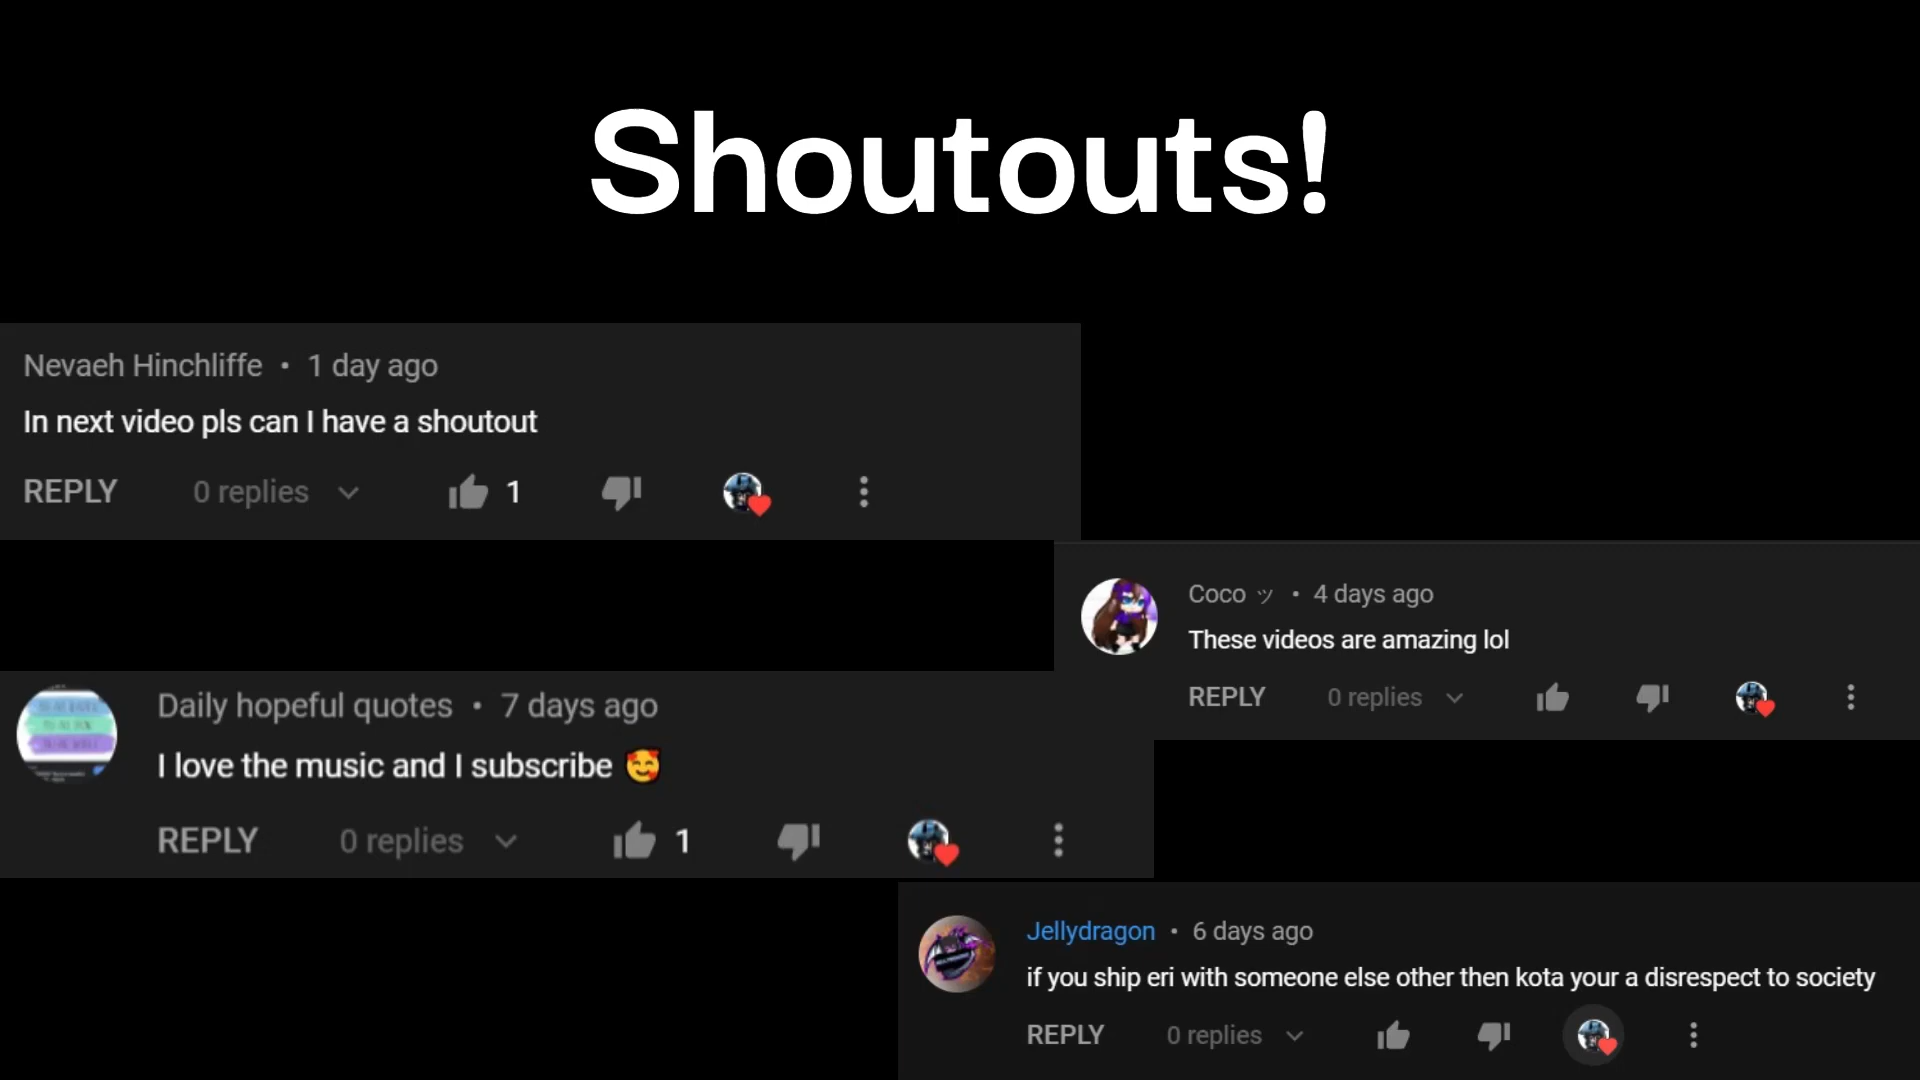 Shoutouts!
Nevaeh Hinchliffe • 1 day ago
In next video pls can I have a shoutout
REPLY 0 replies 1
Coco ッ • 4 days ago
These videos are amazing lol
REPLY 0 replies
Daily hopeful quotes • 7 days ago
I love the music and I subscribe 🥰
REPLY 0 replies 1
Jellydragon • 6 days ago
if you ship eri with someone else other then kota your a disrespect to society
REPLY 0 replies